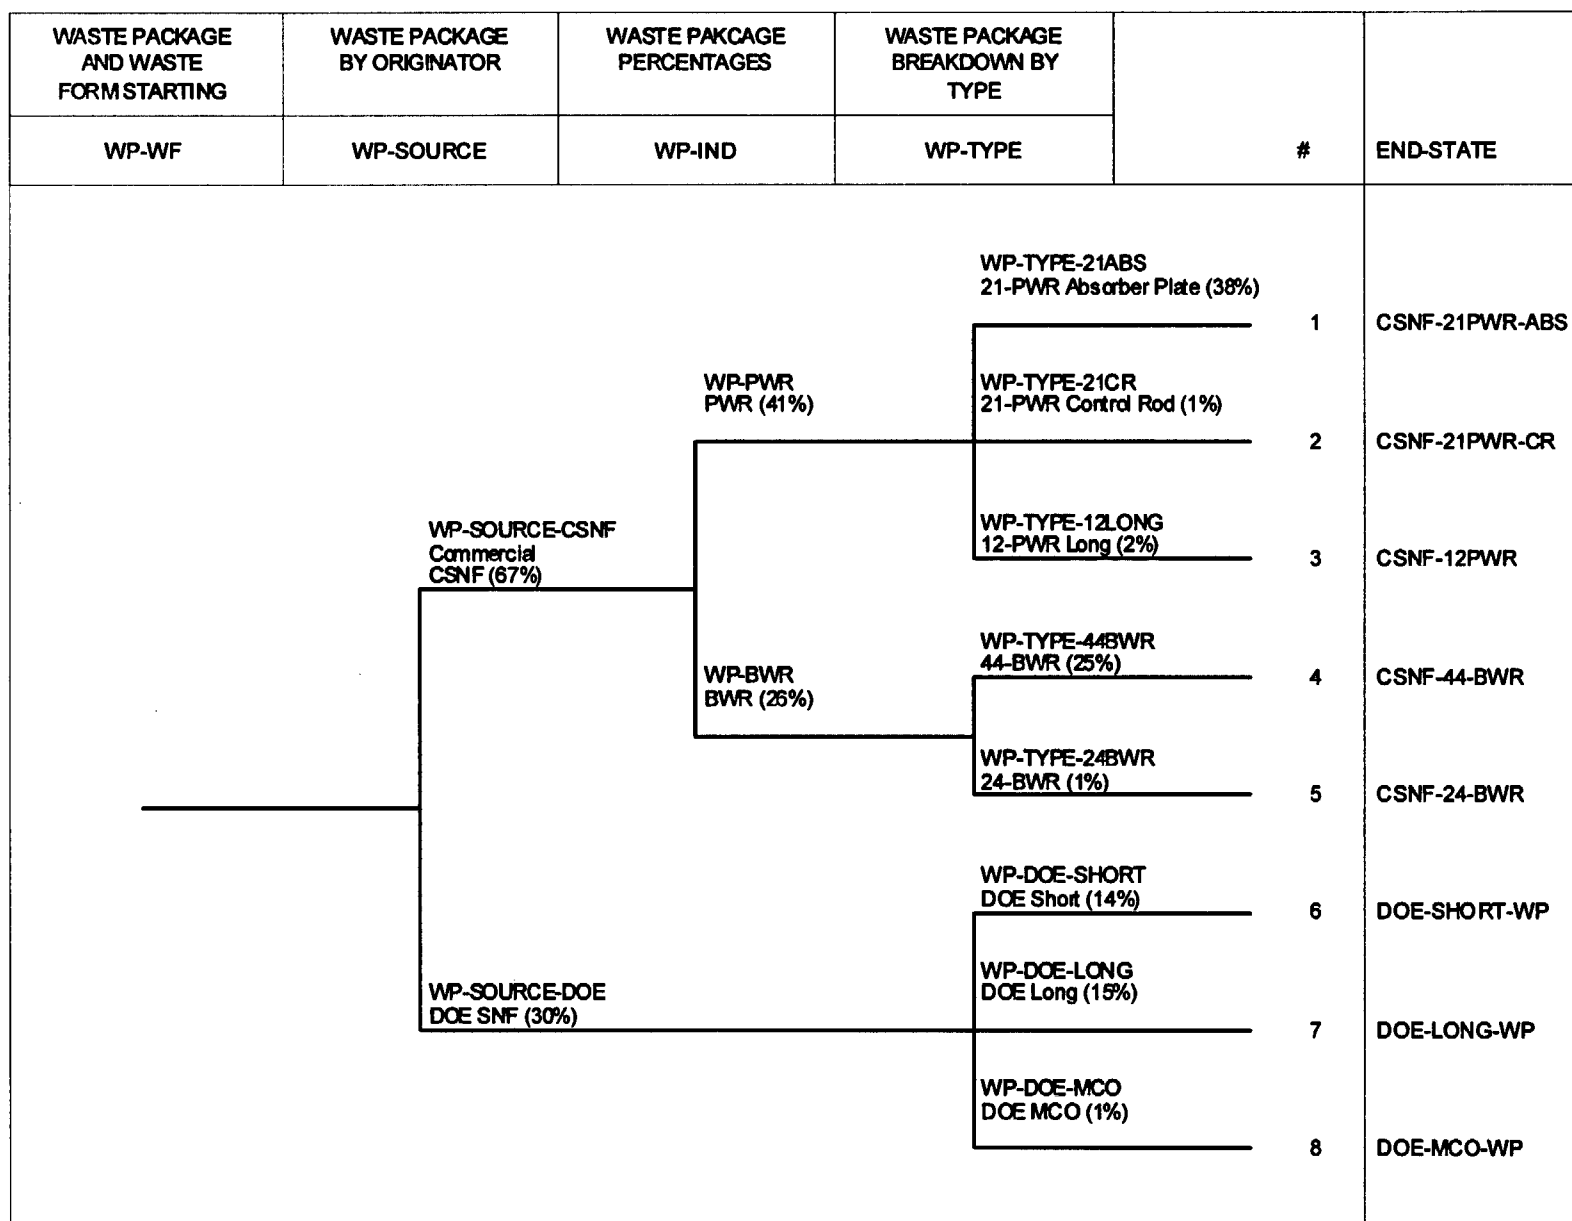 WASTE PACKAGE
AND WASTE
FORM STARTING
WASTE PACKAGE
BY ORIGINATOR
WASTE PAKCAGE
PERCENTAGES
WASTE PACKAGE
BREAKDOWN BY
TYPE
WP-WF
WP-SOURCE
WP-IND
WP-TYPE
#
END-STATE
WP-TYPE-21ABS
21-PWR Absorber Plate (38%)
1
CSNF-21PWR-ABS
WP-PWR
PWR (41%)
WP-TYPE-21CR
21-PWR Control Rod (1%)
2
CSNF-21PWR-CR
WP-SOURCE-CSNF
Commercial
CSNF (67%)
WP-TYPE-12LONG
12-PWR Long (2%)
3
CSNF-12PWR
WP-BWR
BWR (26%)
WP-TYPE-44BWR
44-BWR (25%)
4
CSNF-44-BWR
WP-TYPE-24BWR
24-BWR (1%)
5
CSNF-24-BWR
WP-DOE-SHORT
DOE Short (14%)
6
DOE-SHORT-WP
WP-SOURCE-DOE
DOE SNF (30%)
WP-DOE-LONG
DOE Long (15%)
7
DOE-LONG-WP
WP-DOE-MCO
DOE MCO (1%)
8
DOE-MCO-WP